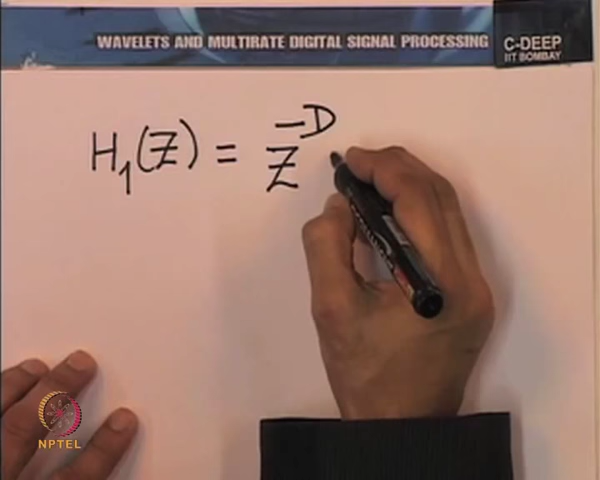 WAVELETS AND MULTIRATE DIGITAL SIGNAL PROCESSING
C-DEEP
IIT BOMBAY
H₁(Z) = Z⁻ᴰ
NPTEL